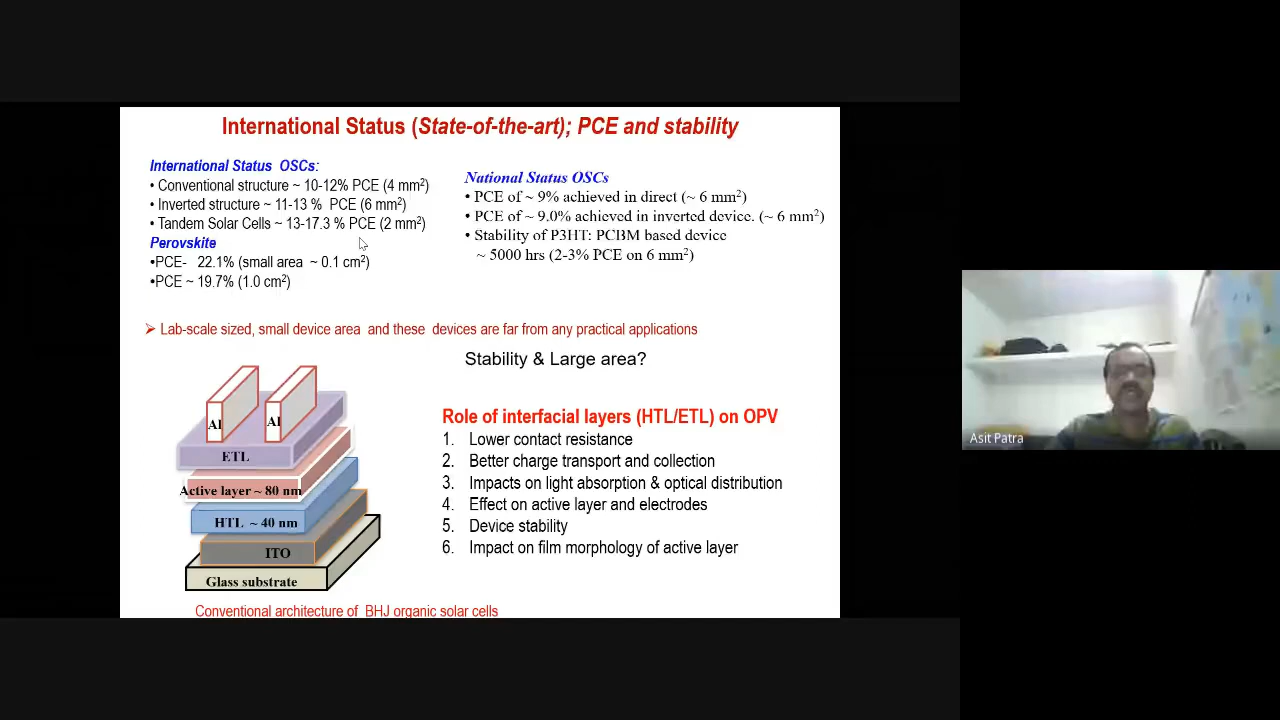 International Status (State-of-the-art); PCE and stability
International Status OSCs:
• Conventional structure ~ 10-12% PCE (4 mm²)
• Inverted structure ~ 11-13 % PCE (6 mm²)
• Tandem Solar Cells ~ 13-17.3 % PCE (2 mm²)
Perovskite
•PCE- 22.1% (small area ~ 0.1 cm²)
•PCE ~ 19.7% (1.0 cm²)
National Status OSCs
• PCE of ~ 9% achieved in direct (~ 6 mm²)
• PCE of ~ 9.0% achieved in inverted device. (~ 6 mm²)
• Stability of P3HT: PCBM based device
~ 5000 hrs (2-3% PCE on 6 mm²)
➢ Lab-scale sized, small device area and these devices are far from any practical applications
Stability & Large area?
Al
Al
ETL
Active layer ~ 80 nm
HTL ~ 40 nm
ITO
Glass substrate
Conventional architecture of BHJ organic solar cells
Role of interfacial layers (HTL/ETL) on OPV
1. Lower contact resistance
2. Better charge transport and collection
3. Impacts on light absorption & optical distribution
4. Effect on active layer and electrodes
5. Device stability
6. Impact on film morphology of active layer
Asit Patra